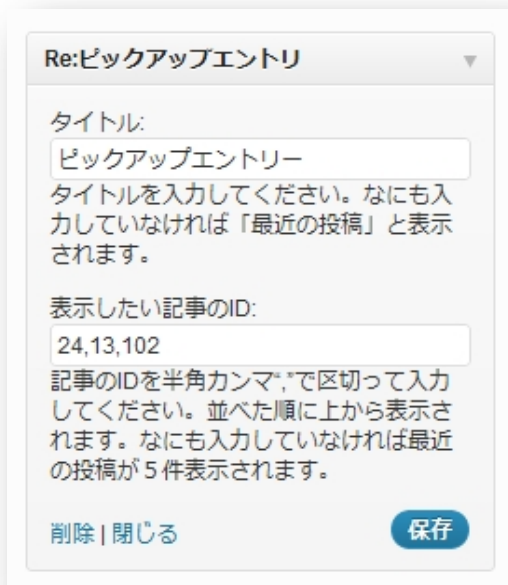 Re:ピックアップエントリ
タイトル:
ピックアップエントリー
タイトルを入力してください。なにも入
力していなければ「最近の投稿」と表示
されます。
表示したい記事のID:
24,13,102
記事のIDを半角カンマ“,”で区切って入力
してください。並べた順に上から表示さ
れます。なにも入力していなければ最近
の投稿が5件表示されます。
削除 | 閉じる
保存